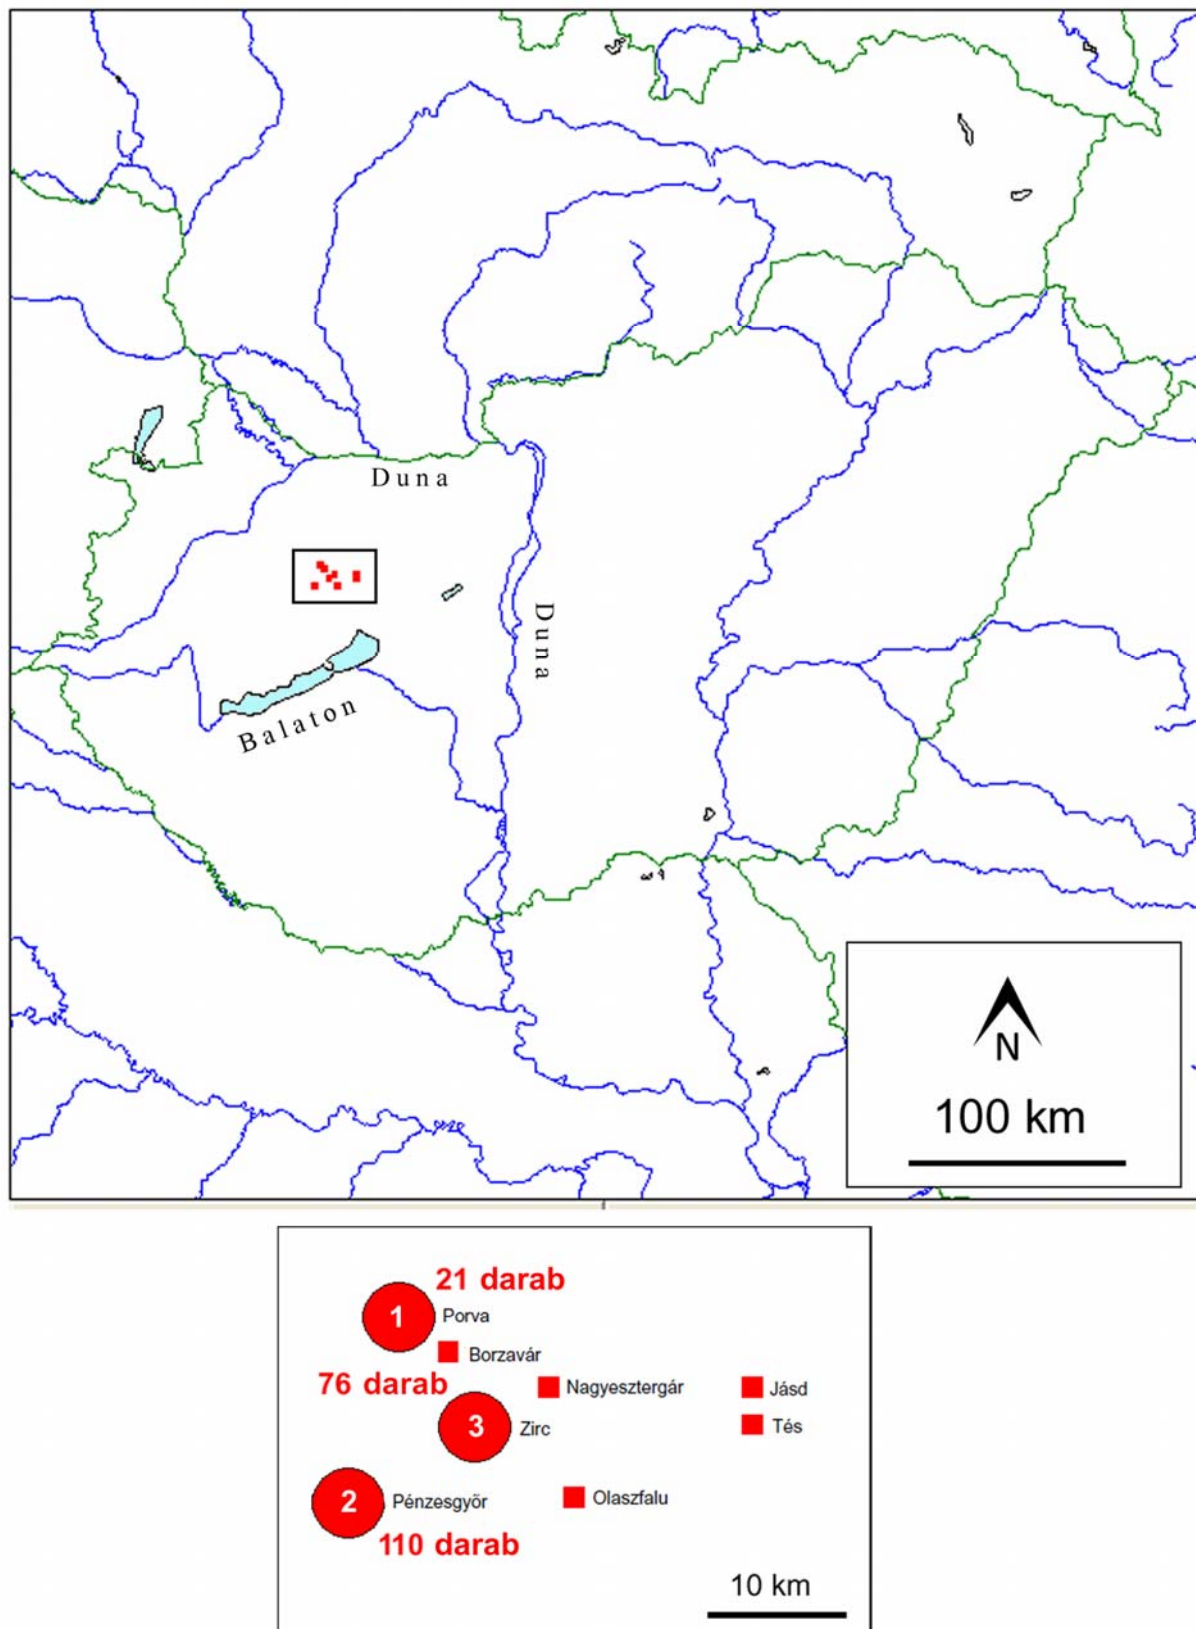 Duna
Duna
Balaton
N
100 km
21 darab
1
Porva
Borzavár
76 darab
Nagyesztergár
Jásd
3
Zirc
Tés
2
Pénzesgyőr
Olaszfalu
110 darab
10 km